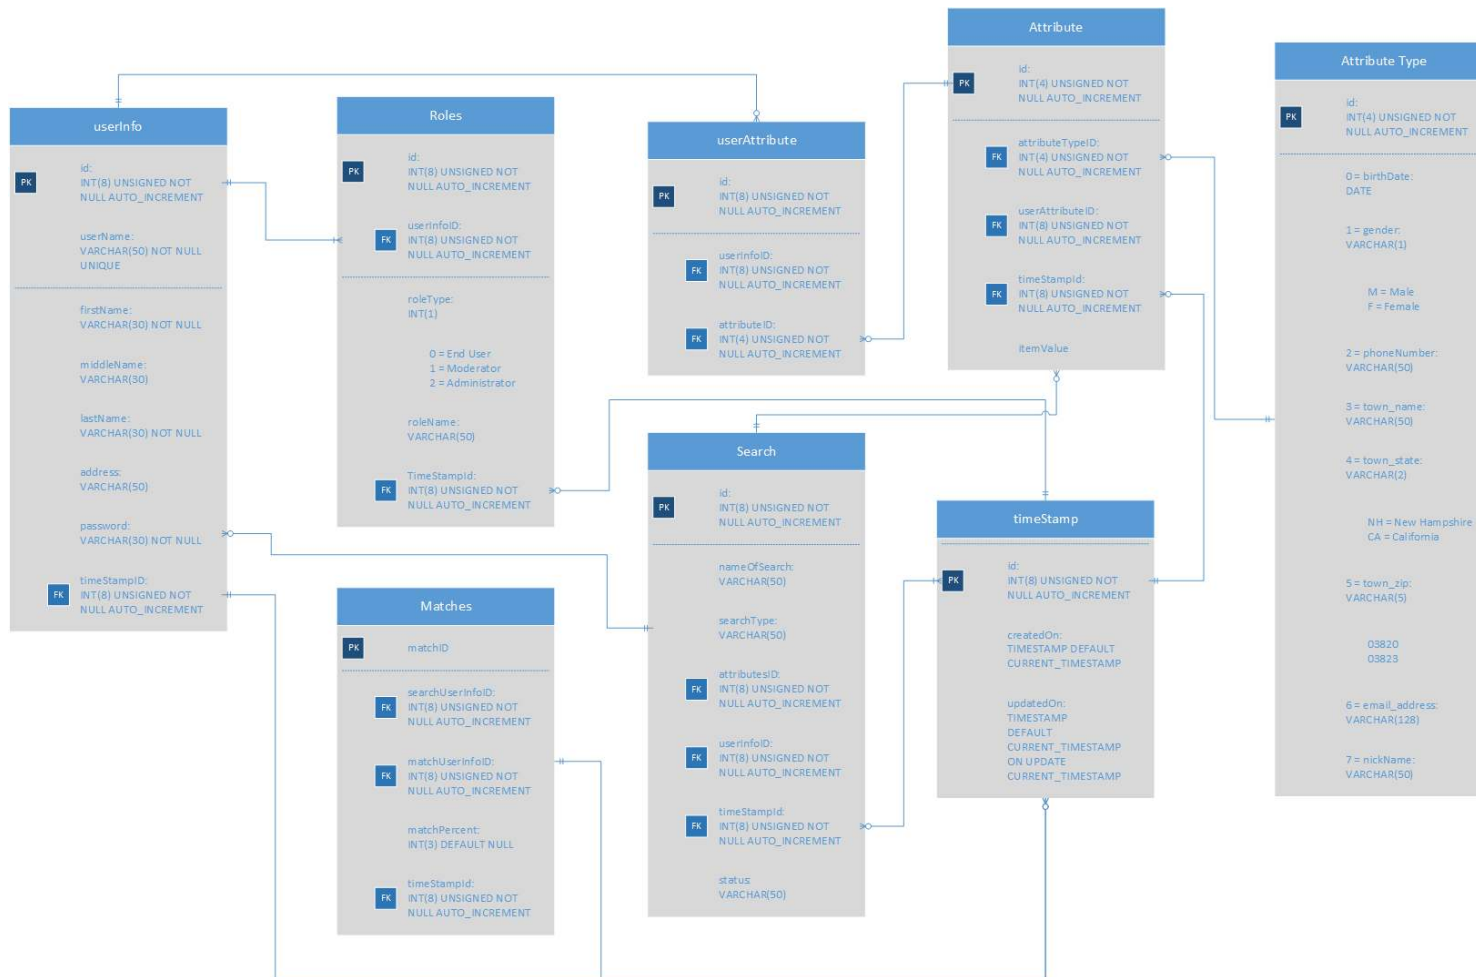 userInfo
PK
id:
INT(8) UNSIGNED NOT
NULL AUTO_INCREMENT
userName:
VARCHAR(50) NOT NULL
UNIQUE
firstName:
VARCHAR(30) NOT NULL
middleName:
VARCHAR(30)
lastName:
VARCHAR(30) NOT NULL
address:
VARCHAR(50)
password:
VARCHAR(30) NOT NULL
FK
timeStampID:
INT(8) UNSIGNED NOT
NULL AUTO_INCREMENT
Roles
PK
id:
INT(8) UNSIGNED NOT
NULL AUTO_INCREMENT
FK
userInfoID:
INT(8) UNSIGNED NOT
NULL AUTO_INCREMENT
roleType:
INT(1)
0 = End User
1 = Moderator
2 = Administrator
roleName:
VARCHAR(50)
FK
TimeStampId:
INT(8) UNSIGNED NOT
NULL AUTO_INCREMENT
Matches
PK
matchID
FK
searchUserInfoID:
INT(8) UNSIGNED NOT
NULL AUTO_INCREMENT
FK
matchUserInfoID:
INT(8) UNSIGNED NOT
NULL AUTO_INCREMENT
matchPercent:
INT(3) DEFAULT NULL
FK
timeStampId:
INT(8) UNSIGNED NOT
NULL AUTO_INCREMENT
userAttribute
PK
id:
INT(8) UNSIGNED NOT
NULL AUTO_INCREMENT
FK
userInfoID:
INT(8) UNSIGNED NOT
NULL AUTO_INCREMENT
FK
attributeID:
INT(4) UNSIGNED NOT
NULL AUTO_INCREMENT
Search
PK
id:
INT(8) UNSIGNED NOT
NULL AUTO_INCREMENT
nameOfSearch:
VARCHAR(50)
searchType:
VARCHAR(50)
FK
attributesID:
INT(8) UNSIGNED NOT
NULL AUTO_INCREMENT
FK
userInfoID:
INT(8) UNSIGNED NOT
NULL AUTO_INCREMENT
FK
timeStampId:
INT(8) UNSIGNED NOT
NULL AUTO_INCREMENT
status:
VARCHAR(50)
Attribute
PK
id:
INT(4) UNSIGNED NOT
NULL AUTO_INCREMENT
FK
attributeTypeID:
INT(4) UNSIGNED NOT
NULL AUTO_INCREMENT
FK
userAttributeID:
INT(8) UNSIGNED NOT
NULL AUTO_INCREMENT
FK
timeStampId:
INT(8) UNSIGNED NOT
NULL AUTO_INCREMENT
ItemValue
timeStamp
PK
id:
INT(8) UNSIGNED NOT
NULL AUTO_INCREMENT
createdOn:
TIMESTAMP DEFAULT
CURRENT_TIMESTAMP
updatedOn:
TIMESTAMP
DEFAULT
CURRENT_TIMESTAMP
ON UPDATE
CURRENT_TIMESTAMP
Attribute Type
PK
id:
INT(4) UNSIGNED NOT
NULL AUTO_INCREMENT
0 = birthDate:
DATE
1 = gender:
VARCHAR(1)
M = Male
F = Female
2 = phoneNumber:
VARCHAR(50)
3 = town_name:
VARCHAR(50)
4 = town_state:
VARCHAR(2)
NH = New Hampshire
CA = California
5 = town_zip:
VARCHAR(5)
03820
03823
6 = email_address:
VARCHAR(128)
7 = nickName:
VARCHAR(50)